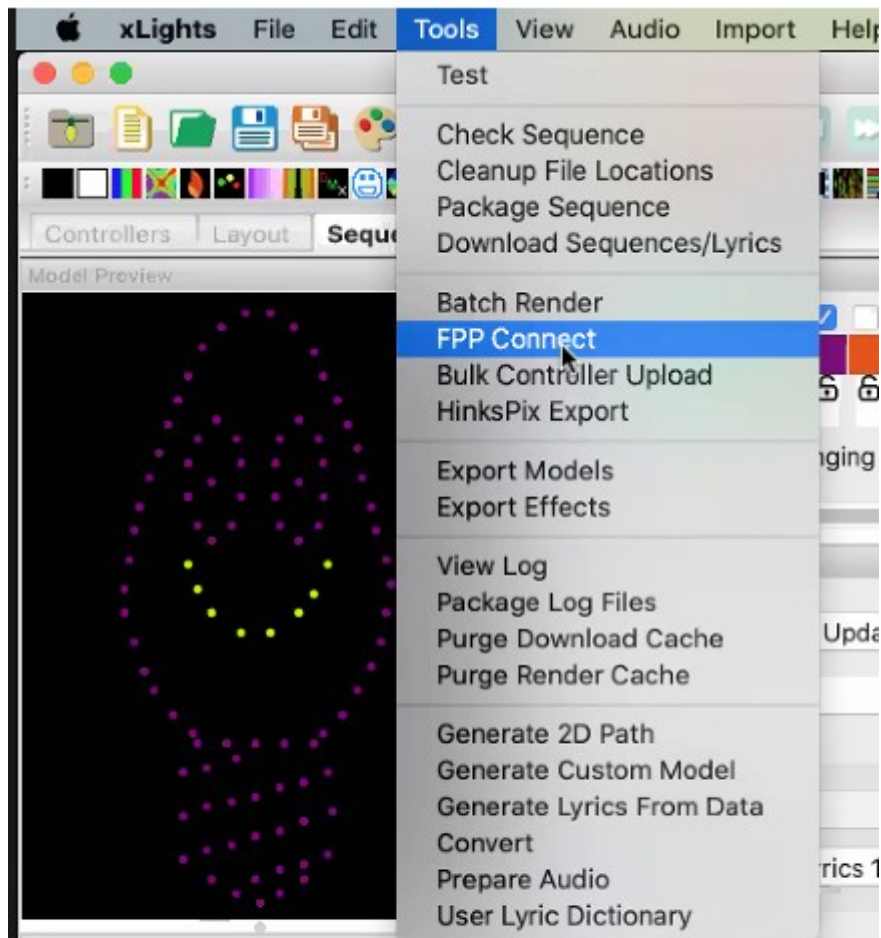 xLights File Edit Tools View Audio Import Help
Test
Check Sequence
Cleanup File Locations
Package Sequence
Download Sequences/Lyrics
Controllers Layout
Model Preview
Batch Render
FPP Connect
Bulk Controller Upload
HinksPix Export
Export Models
Export Effects
View Log
Package Log Files
Purge Download Cache
Purge Render Cache
Generate 2D Path
Generate Custom Model
Generate Lyrics From Data
Convert
Prepare Audio
User Lyric Dictionary